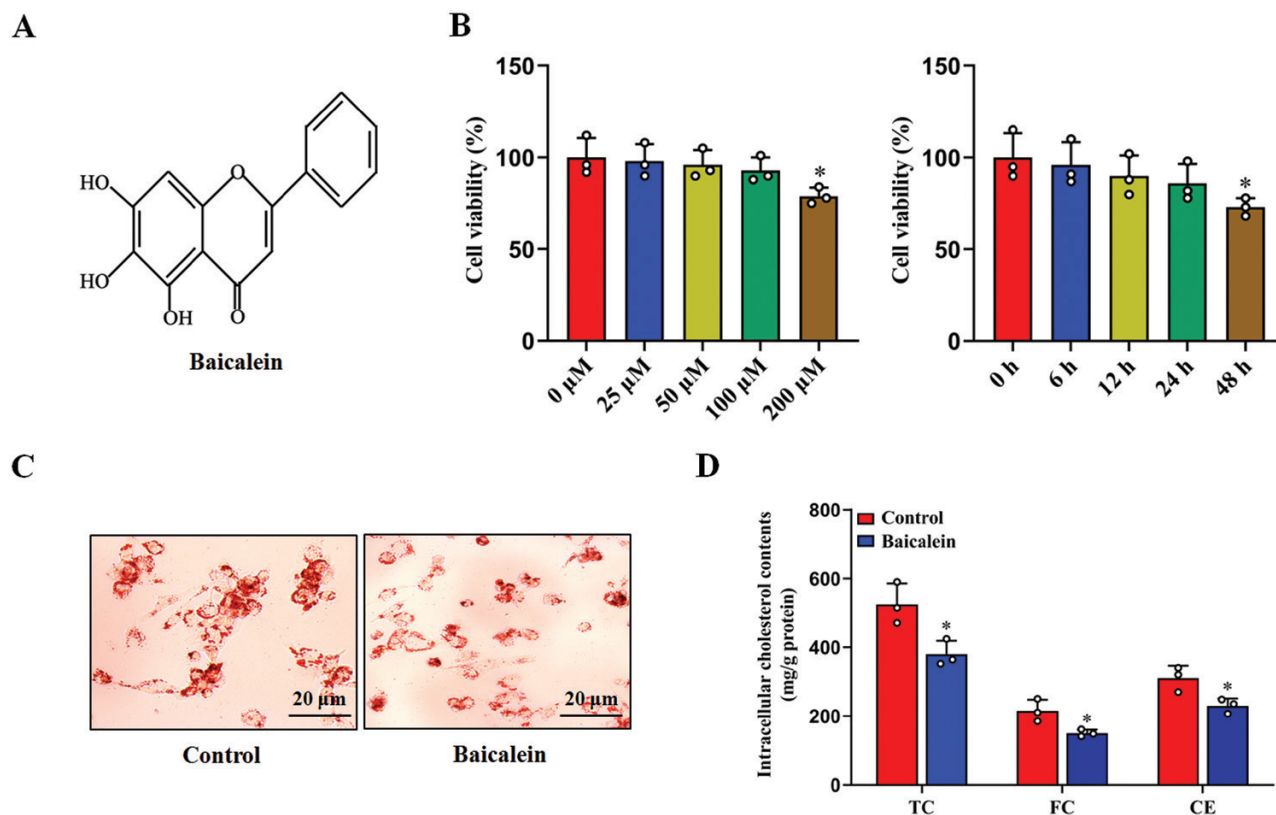 A
HO
HO
OH
O
O
Baicalein
B
Cell viability (%)
150
100
50
0
*
0 µM
25 µM
50 µM
100 µM
200 µM
Cell viability (%)
150
100
50
0
*
0 h
6 h
12 h
24 h
48 h
C
20 µm
Control
20 µm
Baicalein
D
Intracellular cholesterol contents
(mg/g protein)
800
600
400
200
0
Control
Baicalein
*
*
*
TC
FC
CE